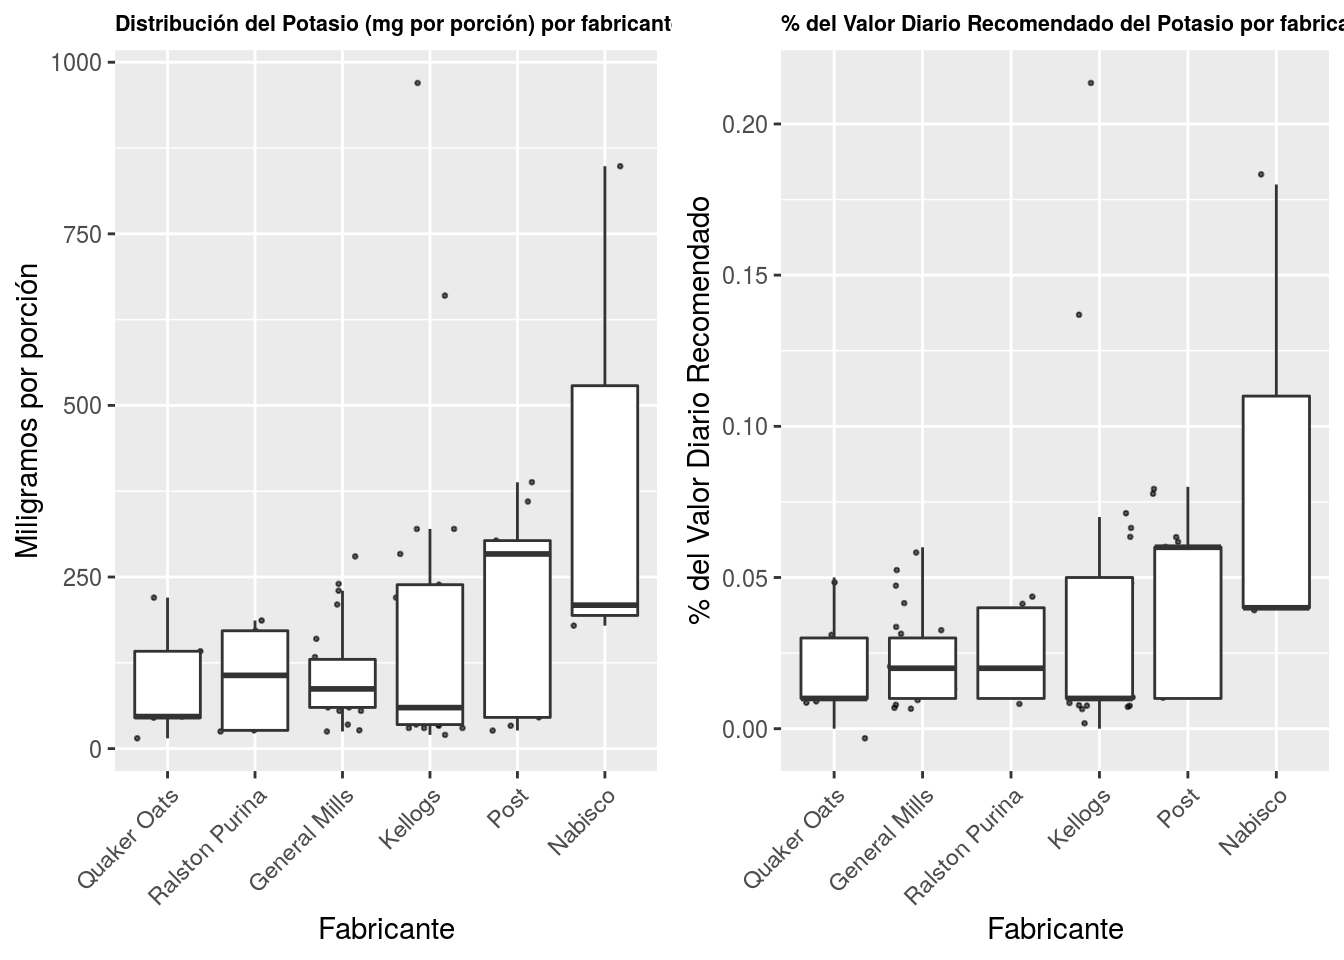 Distribución del Potasio (mg por porción) por fabricant
Miligramos por porción
1000
750
500
250
0
Quaker Oats
Ralston Purina
General Mills
Kellogs
Post
Nabisco
Fabricante
% del Valor Diario Recomendado del Potasio por fabrica
% del Valor Diario Recomendado
0.20
0.15
0.10
0.05
0.00
Quaker Oats
General Mills
Ralston Purina
Kellogs
Post
Nabisco
Fabricante